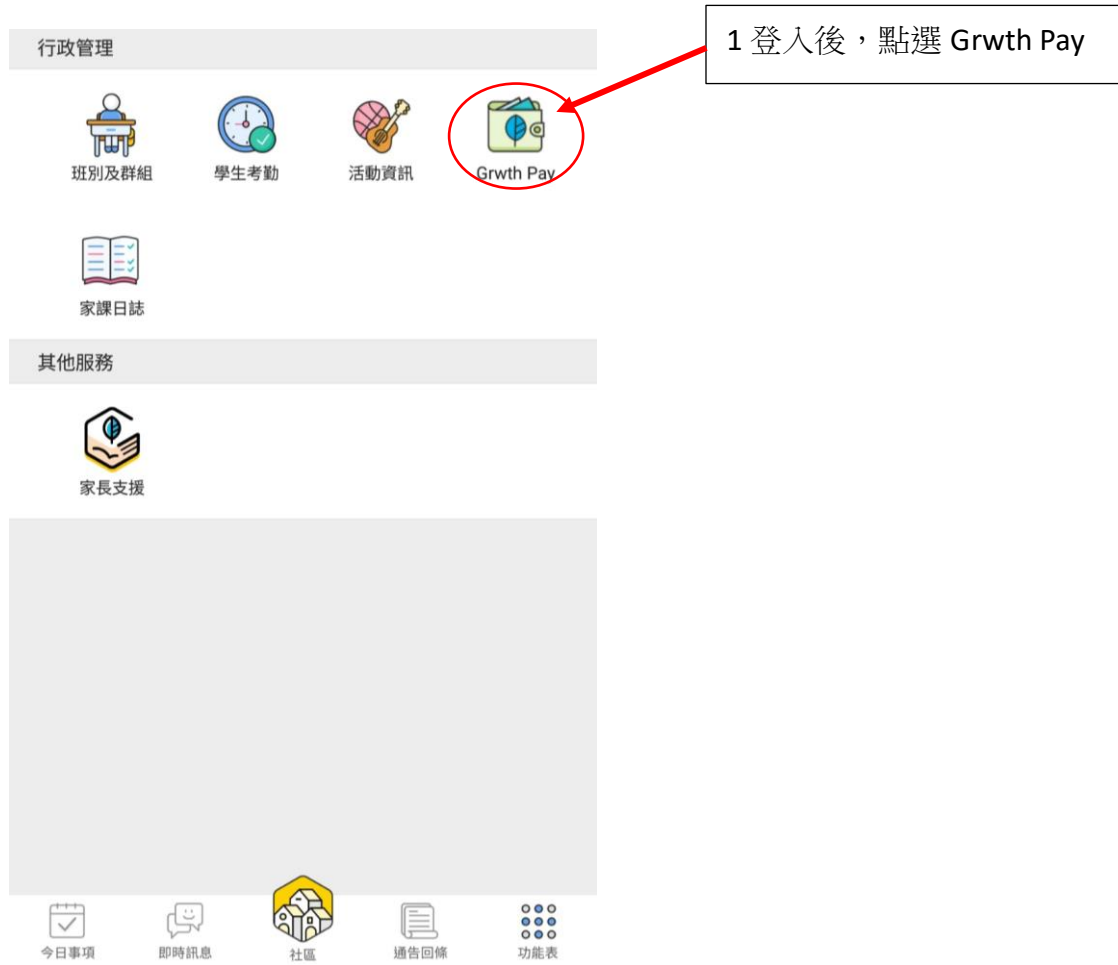 1 登入後，點選 Grwth Pay
行政管理
班別及群組 學生考勤 活動資訊 Grwth Pay
家課日誌
其他服務
家長支援
今日事項 即時訊息 社區 通告回條 功能表